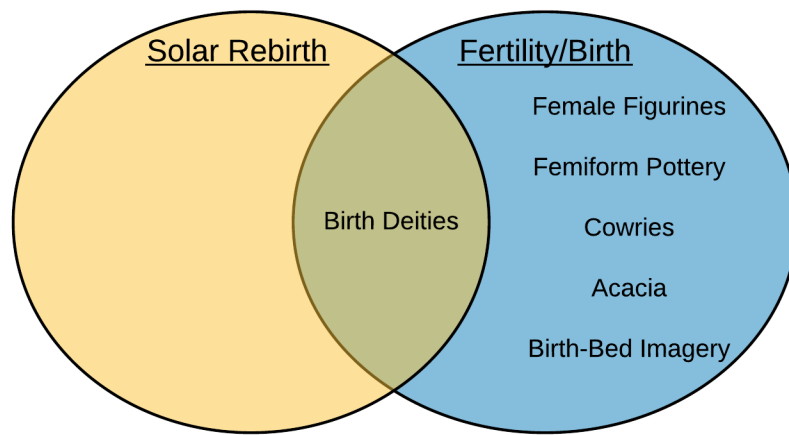 Solar Rebirth
Fertility/Birth
Female Figurines
Femiform Pottery
Birth Deities
Cowries
Acacia
Birth-Bed Imagery